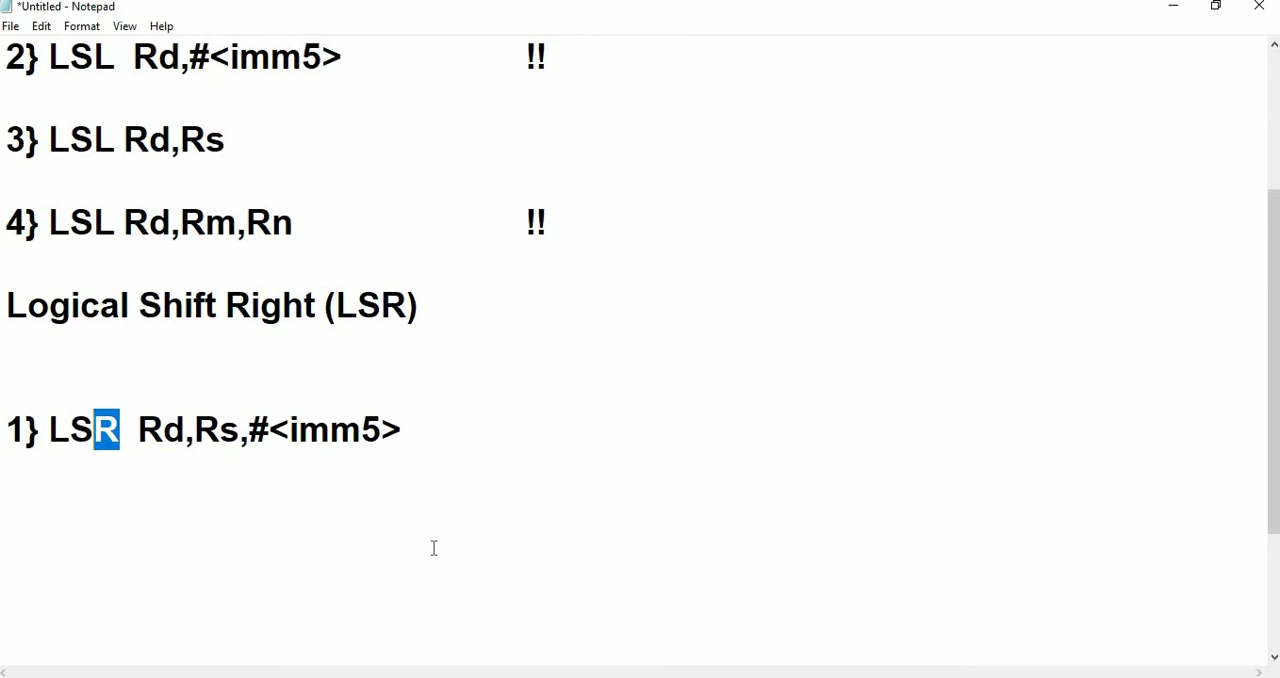 *Untitled - Notepad
File Edit Format View Help
2} LSL  Rd,#<imm5> !!
3} LSL Rd,Rs
4} LSL Rd,Rm,Rn !!
Logical Shift Right (LSR)
1} LSR  Rd,Rs,#<imm5>